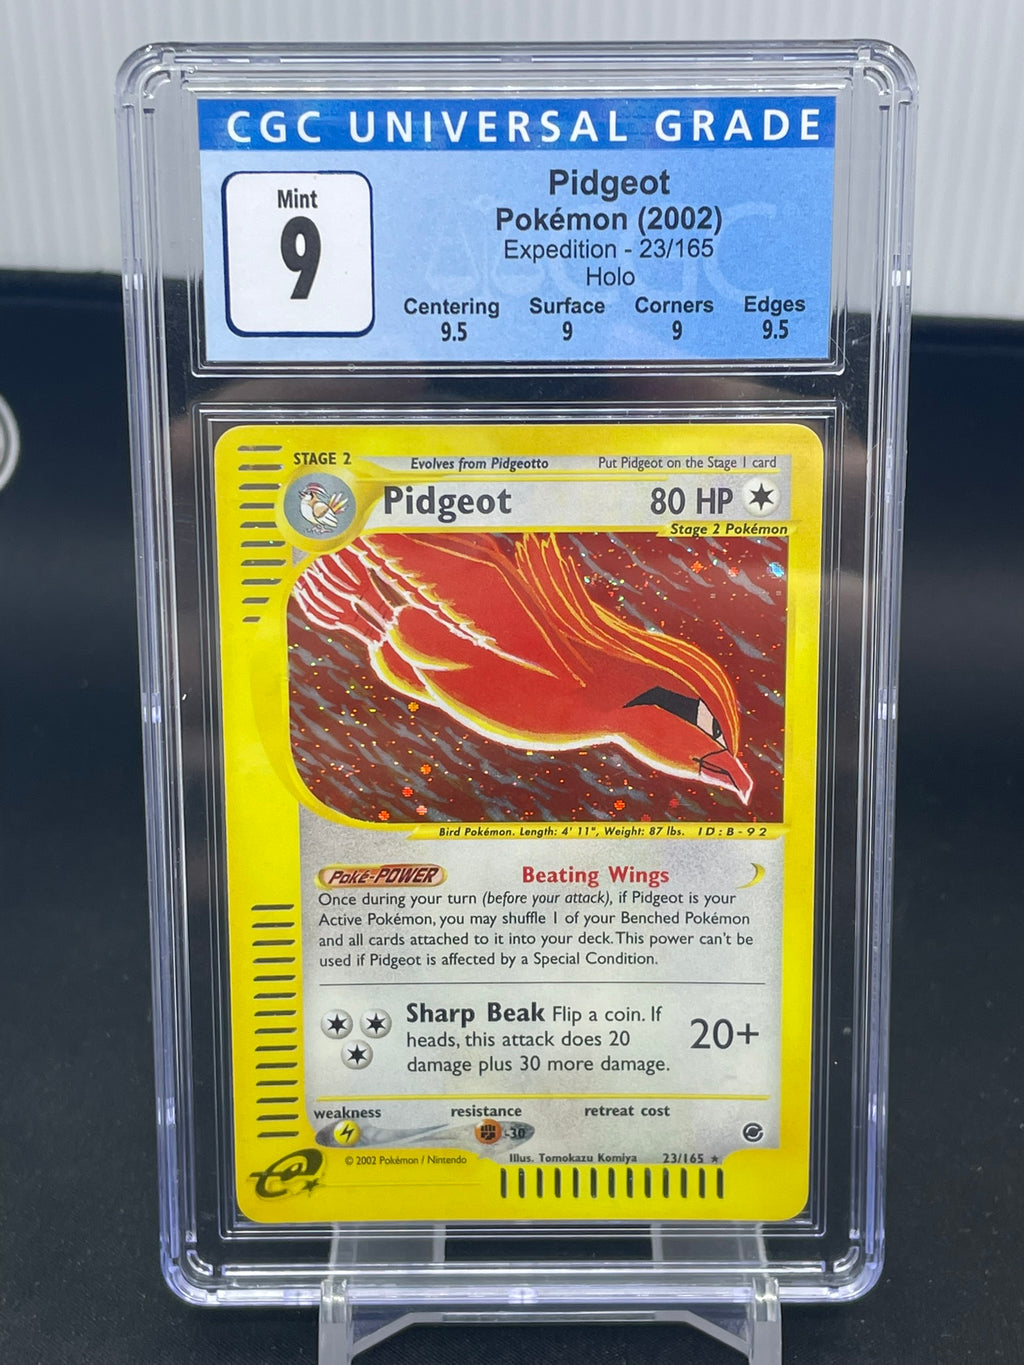 CGC UNIVERSAL GRADE
Mint
9
Pidgeot
Pokémon (2002)
Expedition - 23/165
Holo
Centering Surface Corners Edges
9.5 9 9 9.5
STAGE 2 Evolves from Pidgeotto Put Pidgeot on the Stage 1 card
Pidgeot 80 HP
Stage 2 Pokémon
Bird Pokémon. Length: 4' 11", Weight: 87 lbs. ID:B-92
Poké-POWER Beating Wings
Once during your turn (before your attack), if Pidgeot is your
Active Pokémon, you may shuffle 1 of your Benched Pokémon
and all cards attached to it into your deck. This power can't be
used if Pidgeot is affected by a Special Condition.
Sharp Beak Flip a coin. If
heads, this attack does 20
damage plus 30 more damage.
20+
weakness resistance retreat cost
-30
e
© 2002 Pokémon / Nintendo Illus. Tomokazu Komiya 23/165 ★